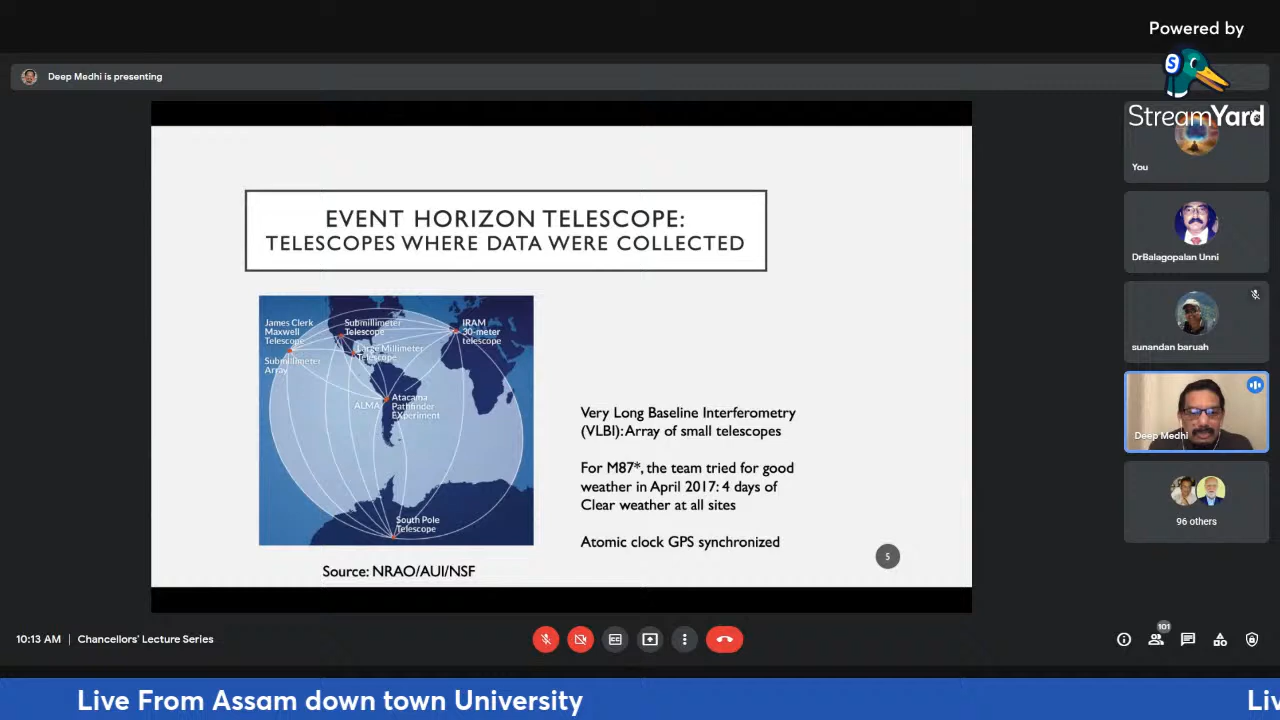 Powered by
StreamYard
Deep Medhi is presenting
EVENT HORIZON TELESCOPE:
TELESCOPES WHERE DATA WERE COLLECTED
James Clerk
Maxwell
Telescope
Submillimeter
Array
Submillimeter
Telescope
Large Millimeter
Telescope
IRAM
30-meter
telescope
ALMA
Atacama
Pathfinder
EXperiment
South Pole
Telescope
Source: NRAO/AUI/NSF
Very Long Baseline Interferometry
(VLBI): Array of small telescopes
For M87*, the team tried for good
weather in April 2017: 4 days of
Clear weather at all sites
Atomic clock GPS synchronized
5
You
DrBalagopalan Unni
sunandan baruah
Deep Medhi
96 others
10:13 AM | Chancellors' Lecture Series
101
Live From Assam down town University
Liv